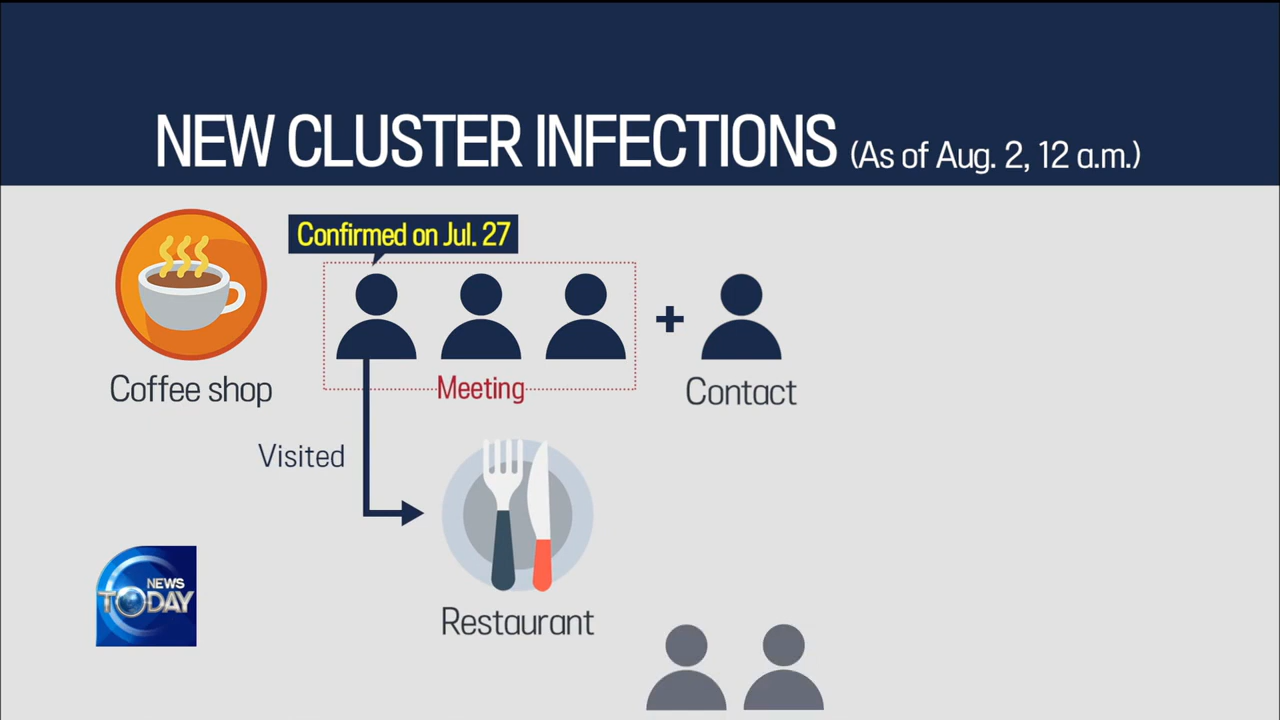 NEW CLUSTER INFECTIONS (As of Aug. 2, 12 a.m.)
Confirmed on Jul. 27
Coffee shop
Meeting
Contact
Visited
NEWS
TODAY
Restaurant